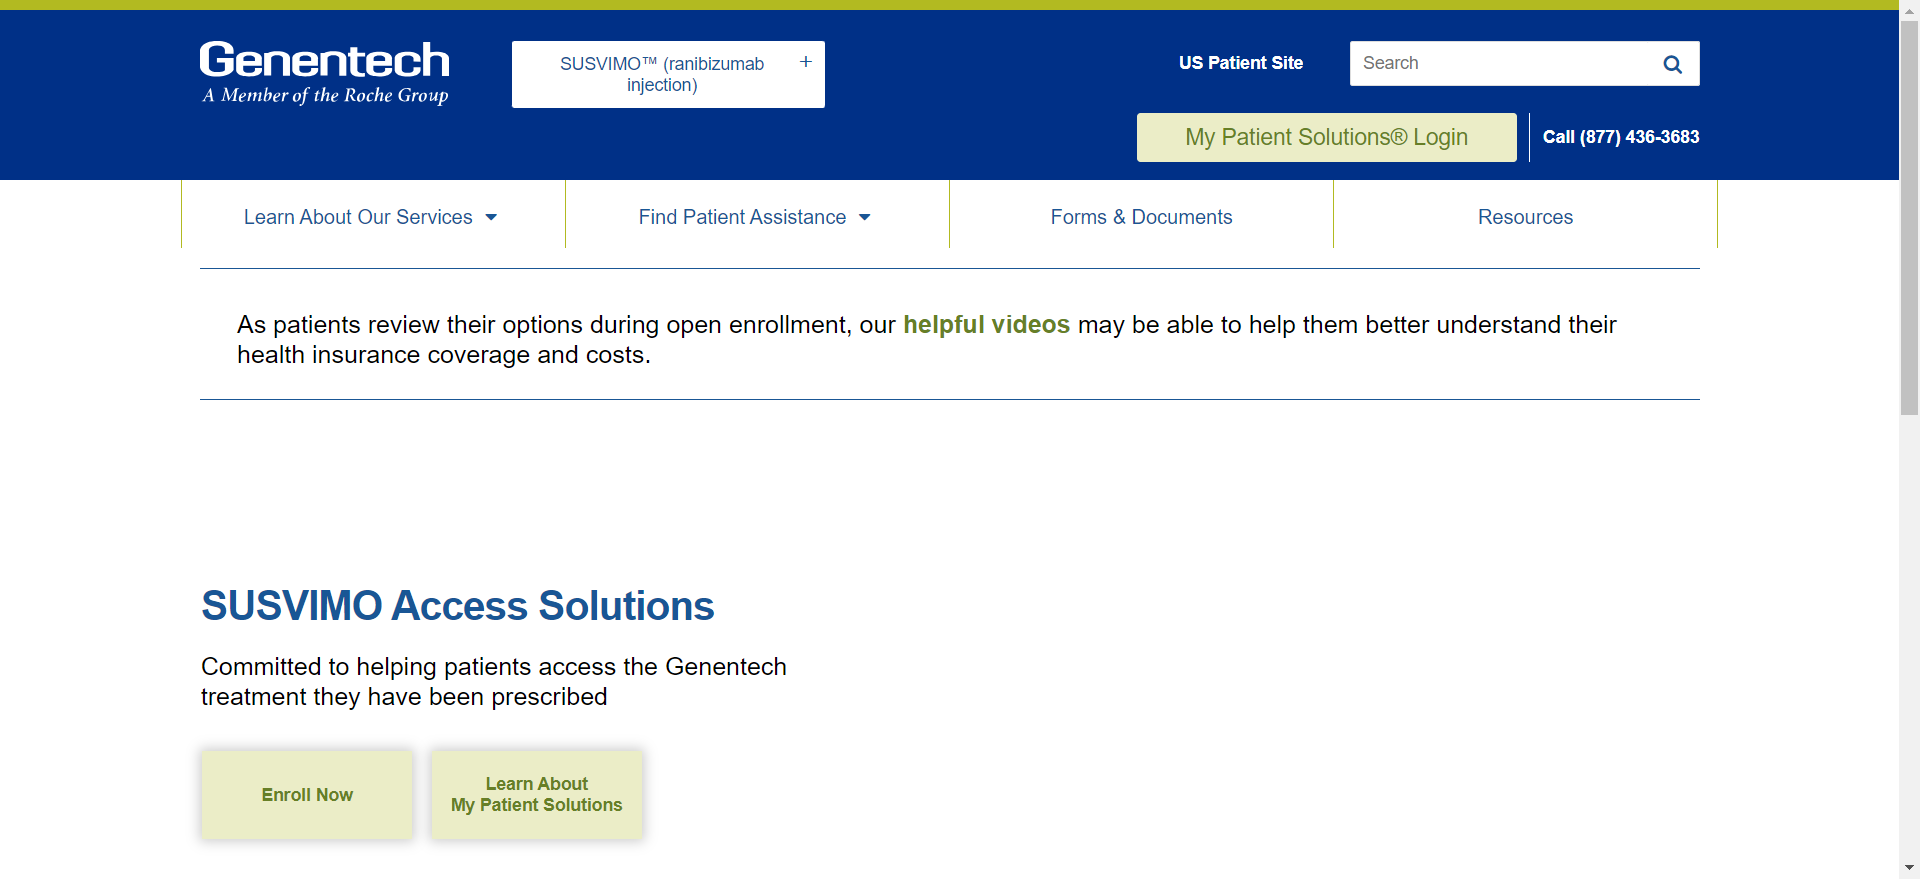 Genentech
A Member of the Roche Group
SUSVIMO™ (ranibizumab
injection)
+
US Patient Site
Search
My Patient Solutions® Login
Call (877) 436-3683
Learn About Our Services
Find Patient Assistance
Forms & Documents
Resources
As patients review their options during open enrollment, our helpful videos may be able to help them better understand their
health insurance coverage and costs.
SUSVIMO Access Solutions
Committed to helping patients access the Genentech
treatment they have been prescribed
Enroll Now
Learn About
My Patient Solutions